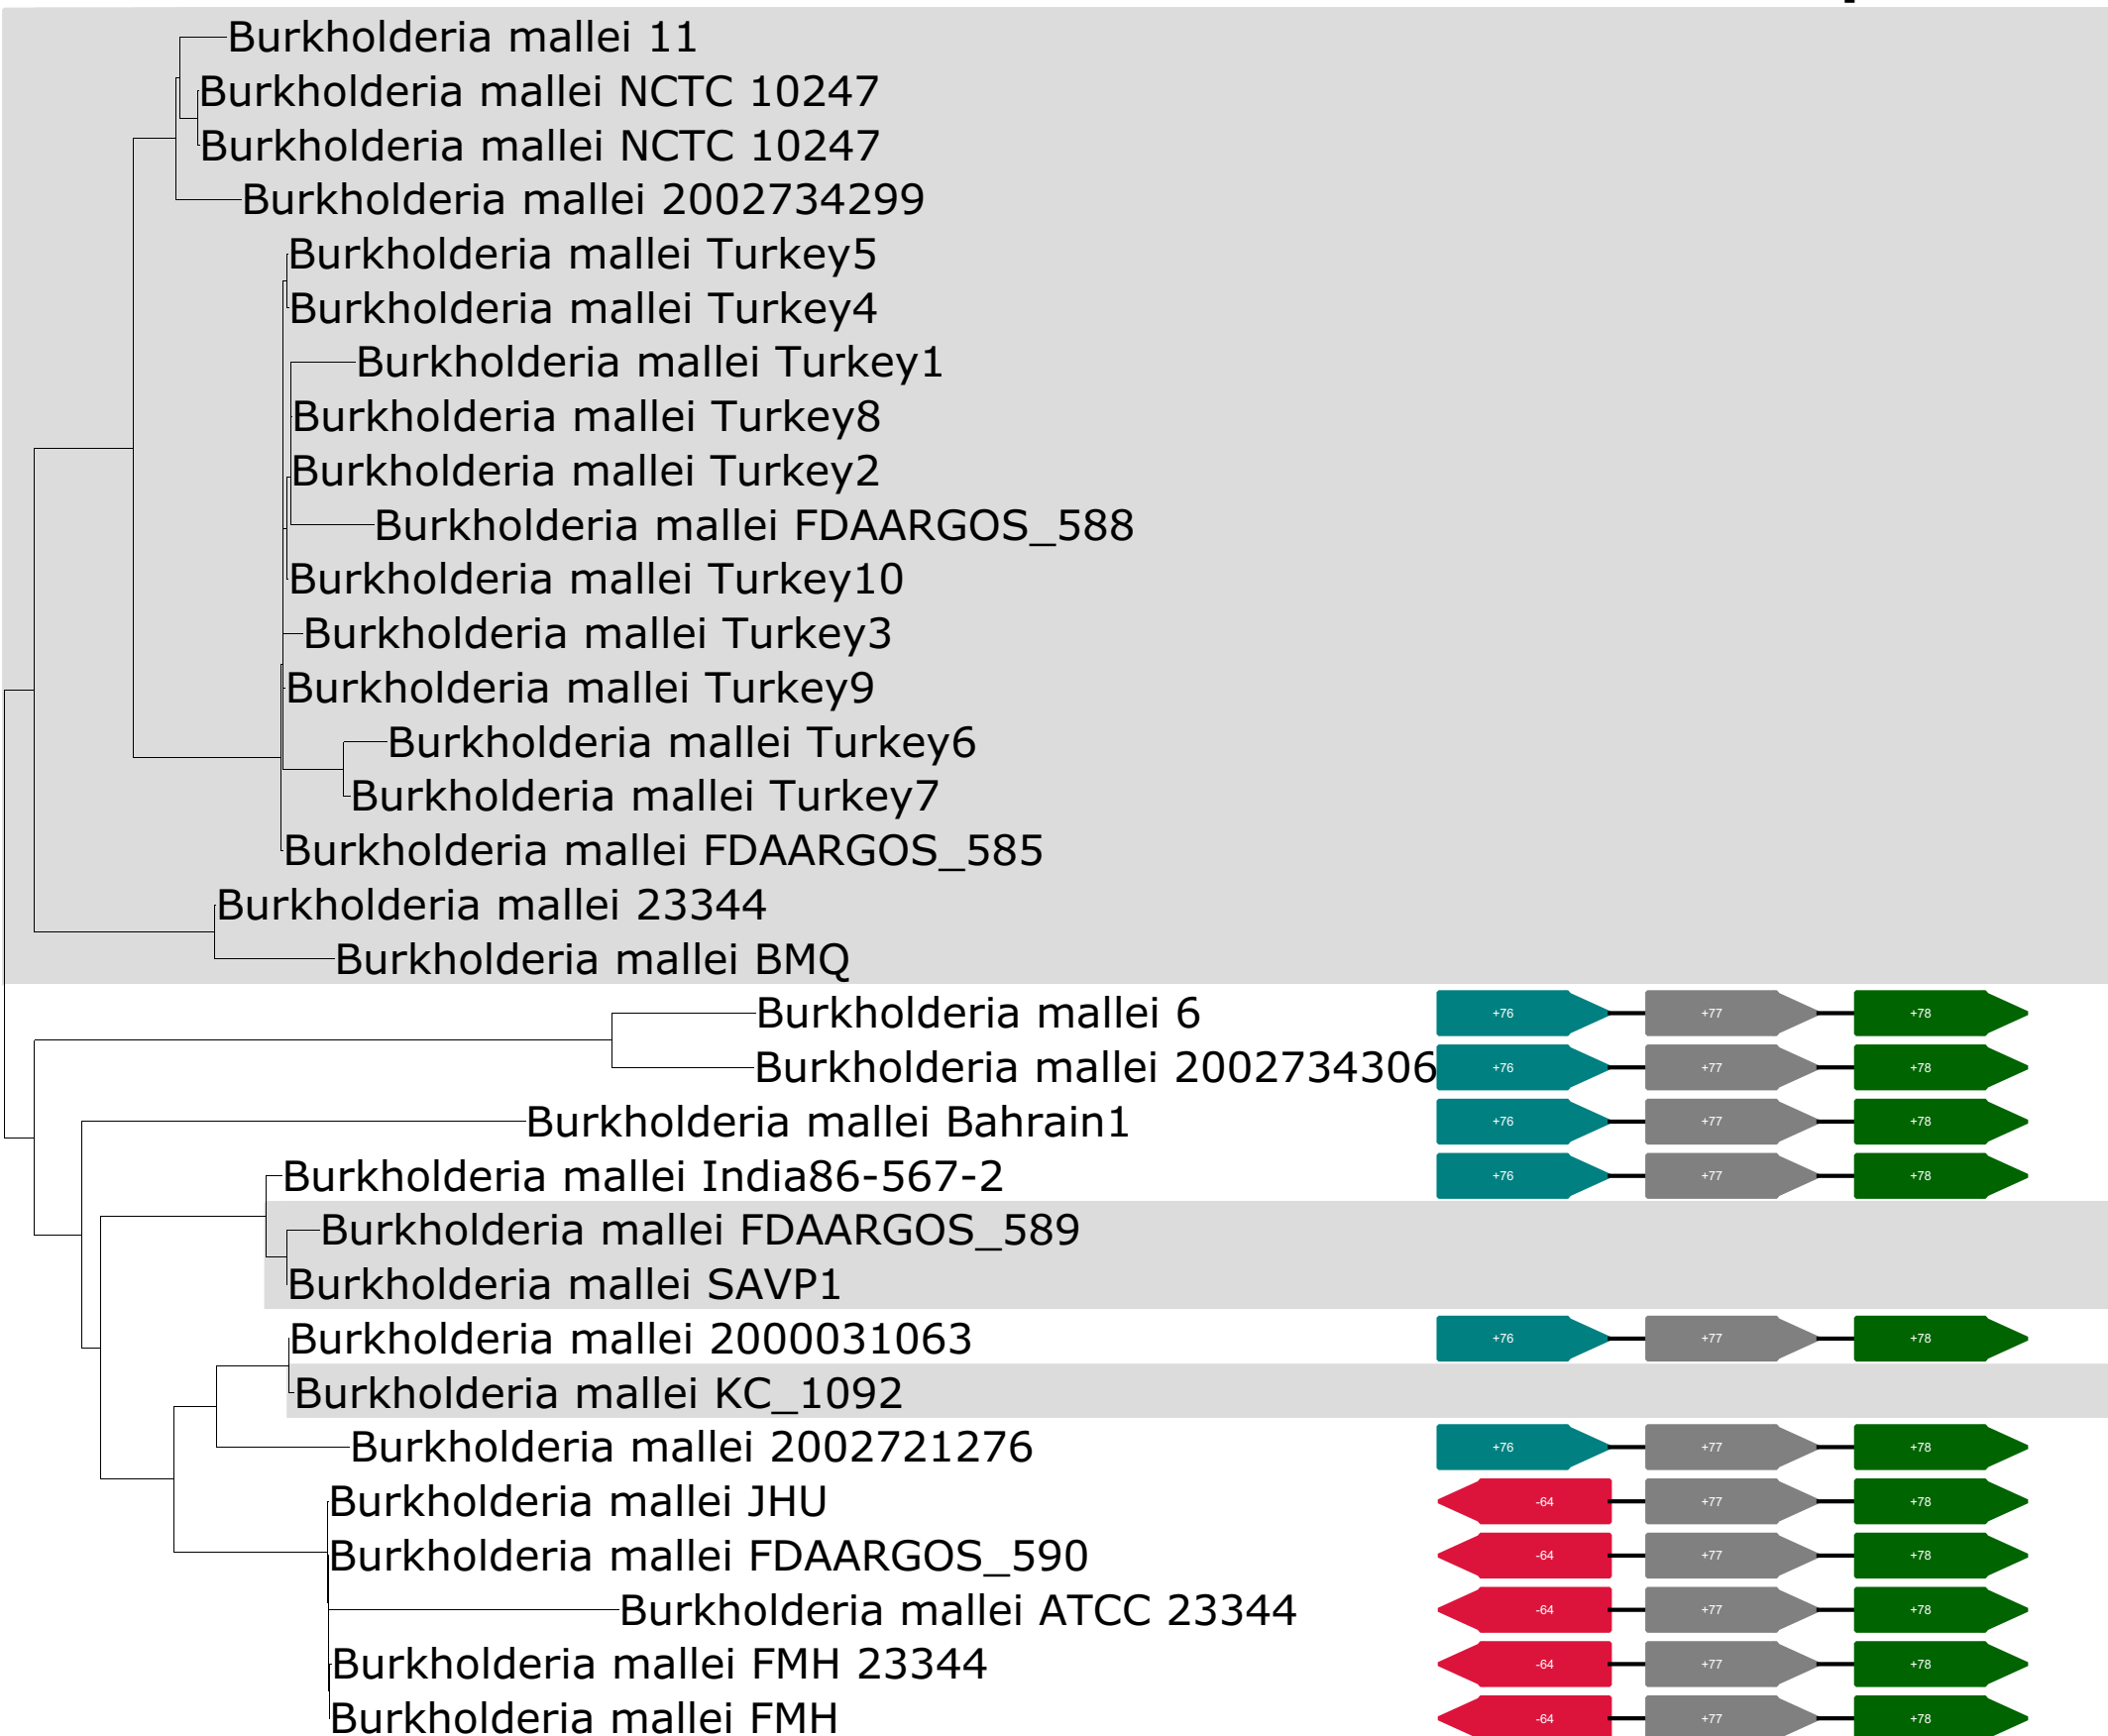 Burkholderia mallei 11
Burkholderia mallei NCTC 10247
Burkholderia mallei NCTC 10247
Burkholderia mallei 2002734299
Burkholderia mallei Turkey5
Burkholderia mallei Turkey4
Burkholderia mallei Turkey1
Burkholderia mallei Turkey8
Burkholderia mallei Turkey2
Burkholderia mallei FDAARGOS_588
Burkholderia mallei Turkey10
Burkholderia mallei Turkey3
Burkholderia mallei Turkey9
Burkholderia mallei Turkey6
Burkholderia mallei Turkey7
Burkholderia mallei FDAARGOS_585
Burkholderia mallei 23344
Burkholderia mallei BMQ
Burkholderia mallei 6 +76 +77 +78
Burkholderia mallei 2002734306 +76 +77 +78
Burkholderia mallei Bahrain1 +76 +77 +78
Burkholderia mallei India86-567-2 +76 +77 +78
Burkholderia mallei FDAARGOS_589
Burkholderia mallei SAVP1
Burkholderia mallei 2000031063 +76 +77 +78
Burkholderia mallei KC_1092
Burkholderia mallei 2002721276 +76 +77 +78
Burkholderia mallei JHU -64 +77 +78
Burkholderia mallei FDAARGOS_590 -64 +77 +78
Burkholderia mallei ATCC 23344 -64 +77 +78
Burkholderia mallei FMH 23344 -64 +77 +78
Burkholderia mallei FMH -64 +77 +78